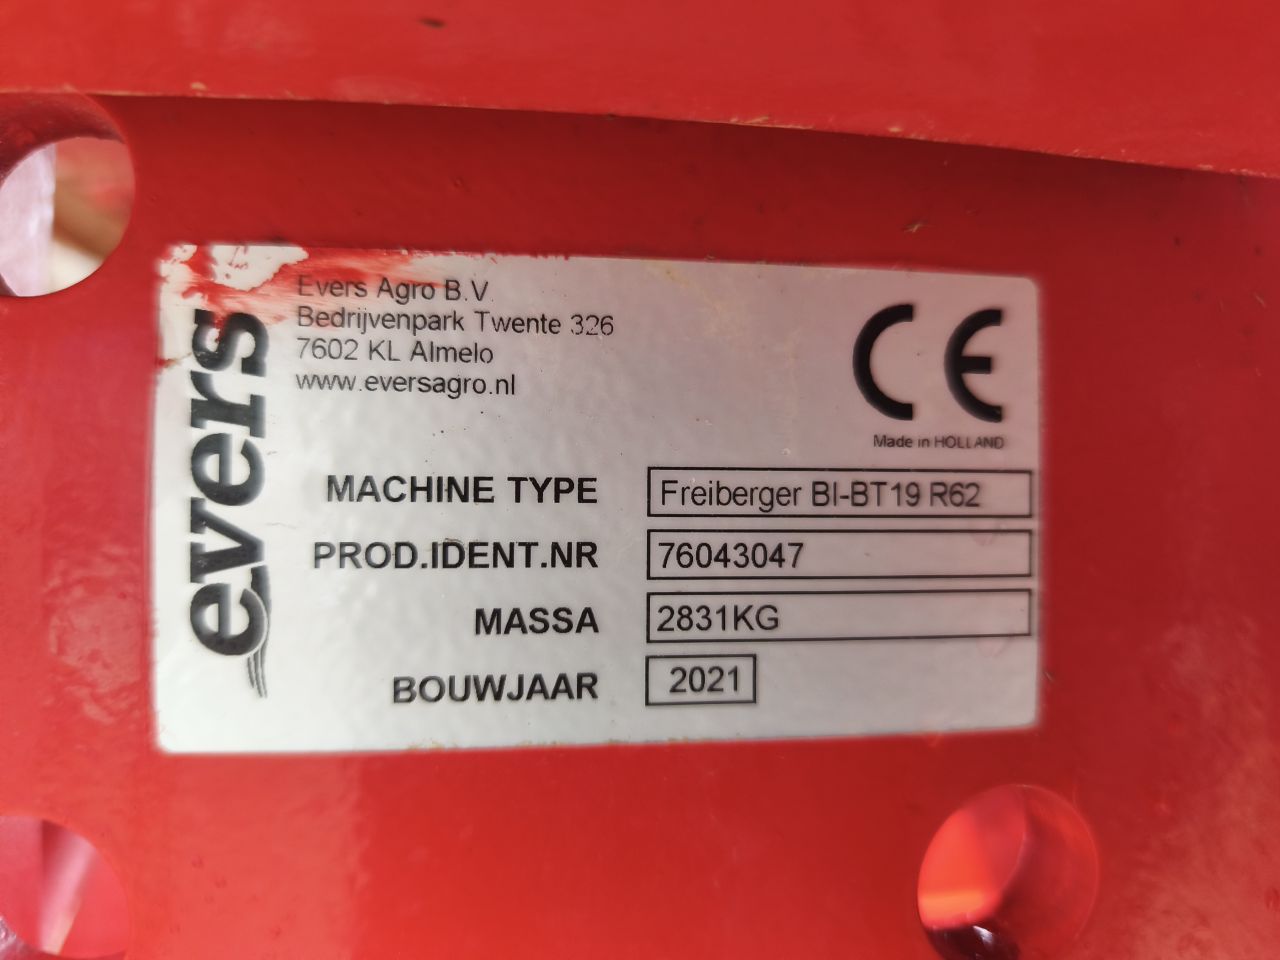 evers
Evers Agro B.V.
Bedrijvenpark Twente 326
7602 KL Almelo
www.eversagro.nl
CE
Made in HOLLAND
MACHINE TYPE Freiberger BI-BT19 R62
PROD.IDENT.NR 76043047
MASSA 2831KG
BOUWJAAR 2021